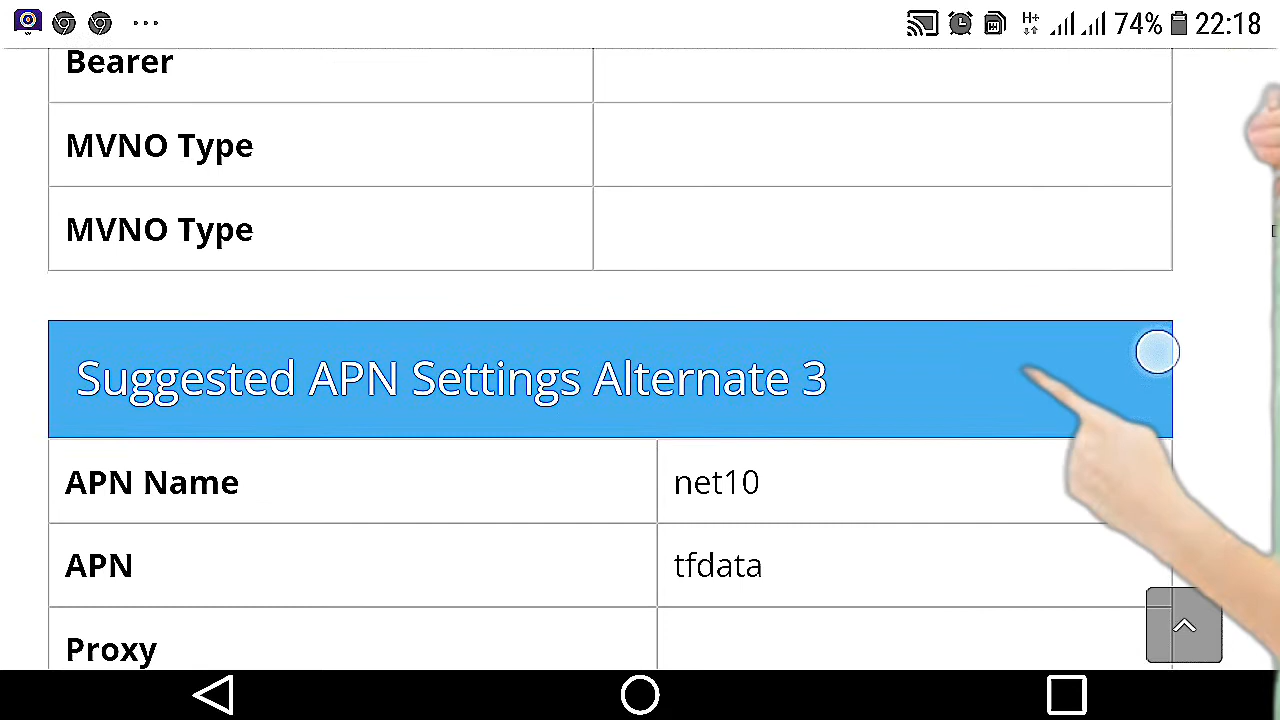 H+ 74% 22:18
Bearer
MVNO Type
MVNO Type
Suggested APN Settings Alternate 3
APN Name net10
APN tfdata
Proxy